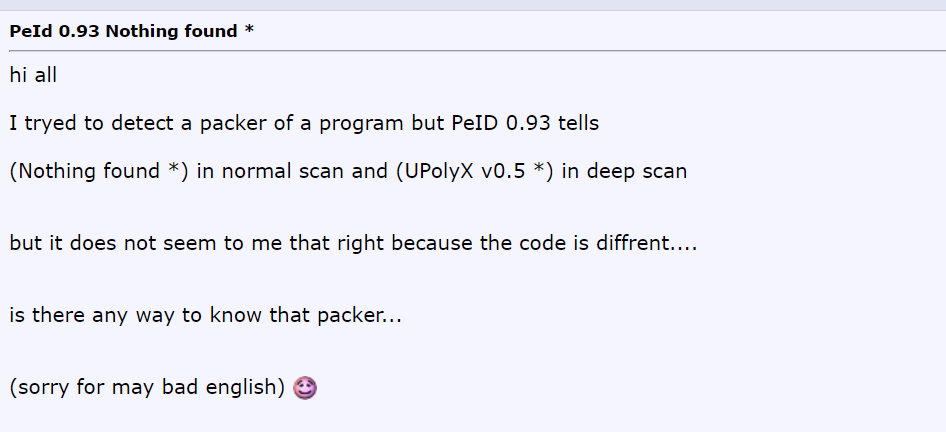 PeId 0.93 Nothing found *
hi all
I tryed to detect a packer of a program but PeID 0.93 tells
(Nothing found *) in normal scan and (UPolyX v0.5 *) in deep scan
but it does not seem to me that right because the code is diffrent....
is there any way to know that packer...
(sorry for may bad english)